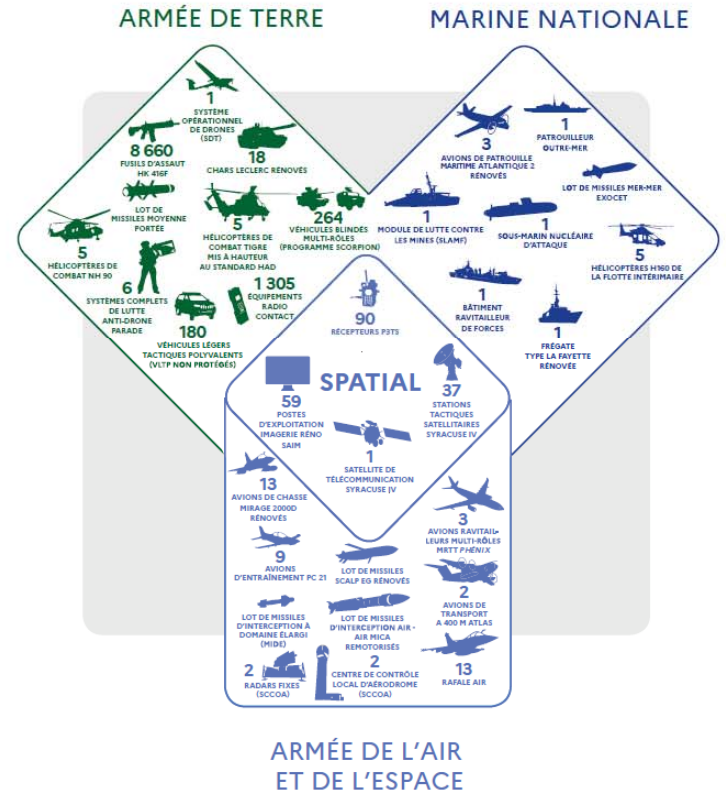 ARMÉE DE TERRE
MARINE NATIONALE
1
SYSTÈME
OPÉRATIONNEL
DE DRONES
(SDT)
8 660
FUSILS D'ASSAUT
HK 416F
18
CHARS LECLERC RÉNOVÉS
LOT DE
MISSILES MOYENNE
PORTÉE
5
HÉLICOPTÈRES DE
COMBAT TIGRE
MIS À HAUTEUR
AU STANDARD HAD
264
VÉHICULES BLINDÉS
MULTI-RÔLES
(PROGRAMME SCORPION)
5
HÉLICOPTÈRES DE
COMBAT NH 90
6
SYSTÈMES COMPLETS
DE LUTTE
ANTI-DRONE
PARADE
180
VÉHICULES LÉGERS
TACTIQUES POLYVALENTS
(VLTP NON PROTÉGÉS)
1 305
ÉQUIPEMENTS
RADIO
CONTACT
3
AVIONS DE PATROUILLE
MARITIME ATLANTIQUE 2
RÉNOVÉS
1
PATROUILLEUR
OUTRE-MER
LOT DE MISSILES MER-MER
EXOCET
1
MODULE DE LUTTE CONTRE
LES MINES (SLAMF)
1
SOUS-MARIN NUCLÉAIRE
D'ATTAQUE
5
HÉLICOPTÈRES H160 DE
LA FLOTTE INTÉRIMAIRE
1
BÂTIMENT
RAVITAILLEUR
DE FORCES
1
FRÉGATE
TYPE LA FAYETTE
RÉNOVÉE
90
RÉCEPTEURS P3TS
SPATIAL
59
POSTES
D'EXPLOITATION
IMAGERIE RÉNO
SAIM
37
STATIONS
TACTIQUES
SATELLITAIRES
SYRACUSE IV
1
SATELLITE DE
TÉLÉCOMMUNICATION
SYRACUSE IV
13
AVIONS DE CHASSE
MIRAGE 2000D
RÉNOVÉS
3
AVIONS RAVITAIL-
LEURS MULTI-RÔLES
MRTT PHÉNIX
9
AVIONS
D'ENTRAÎNEMENT PC 21
LOT DE MISSILES
SCALP EG RÉNOVÉS
2
AVIONS DE
TRANSPORT
A 400 M ATLAS
LOT DE MISSILES
D'INTERCEPTION À
DOMAINE ÉLARGI
(MIDE)
LOT DE MISSILES
D'INTERCEPTION AIR -
AIR MICA
REMOTORISÉS
2
RADARS FIXES
(SCCOA)
2
CENTRE DE CONTRÔLE
LOCAL D'AÉRODROME
(SCCOA)
13
RAFALE AIR
ARMÉE DE L'AIR
ET DE L'ESPACE